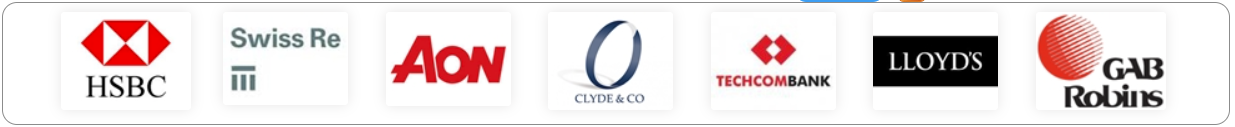 HSBC
Swiss Re
AON
CLYDE & CO
TECHCOMBANK
LLOYD'S
GAB
Robins